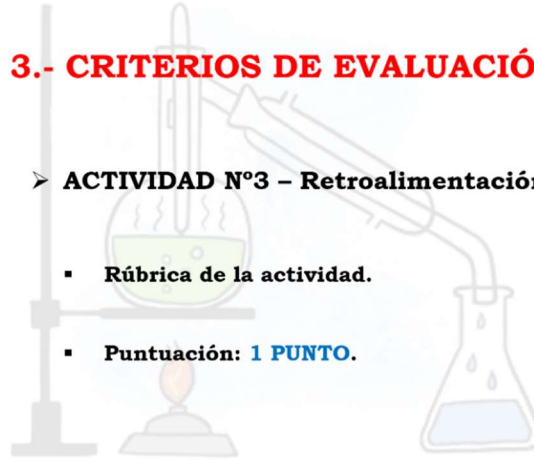 3.- CRITERIOS DE EVALUACIÓ
➢ ACTIVIDAD Nº3 – Retroalimentación
▪ Rúbrica de la actividad.
▪ Puntuación: 1 PUNTO.